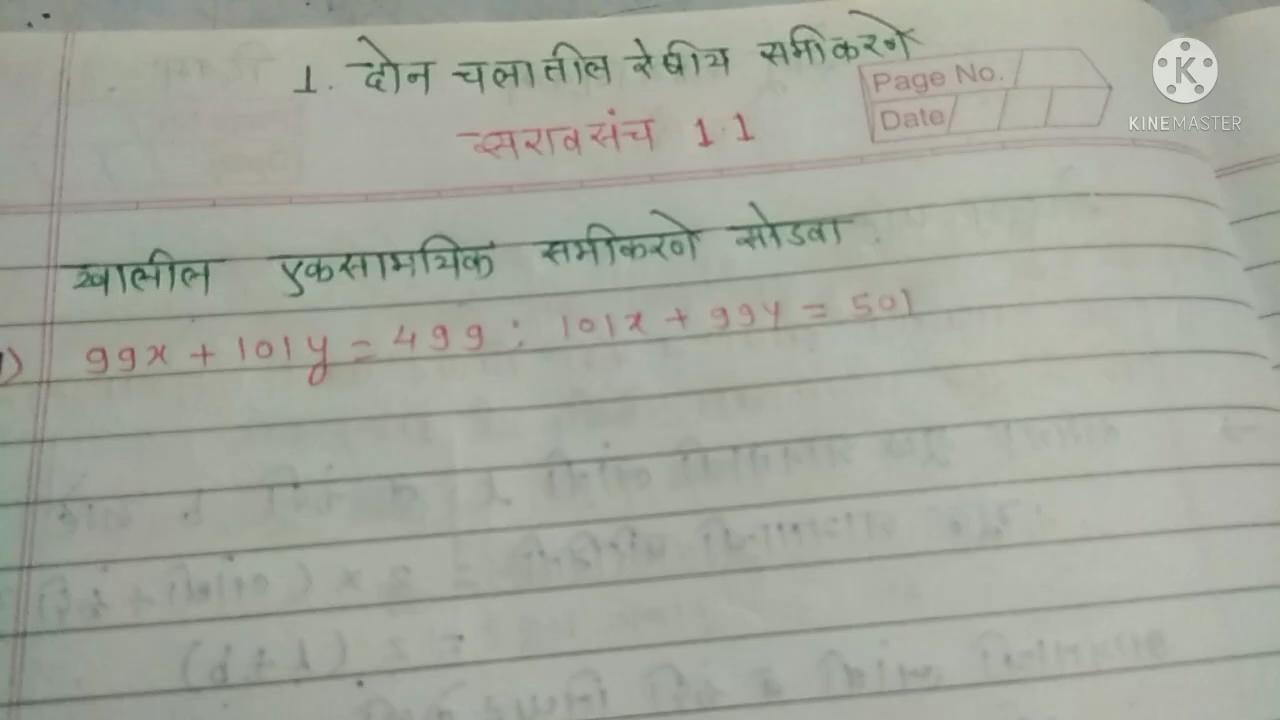 1. दोन चलातील रेषीय समीकरणे
Page No.
Date
KINEMASTER
सरावसंच 1.1
खालील एकसामयिक समीकरणे सोडवा.
1) 99x + 101y = 499 ; 101x + 99y = 501